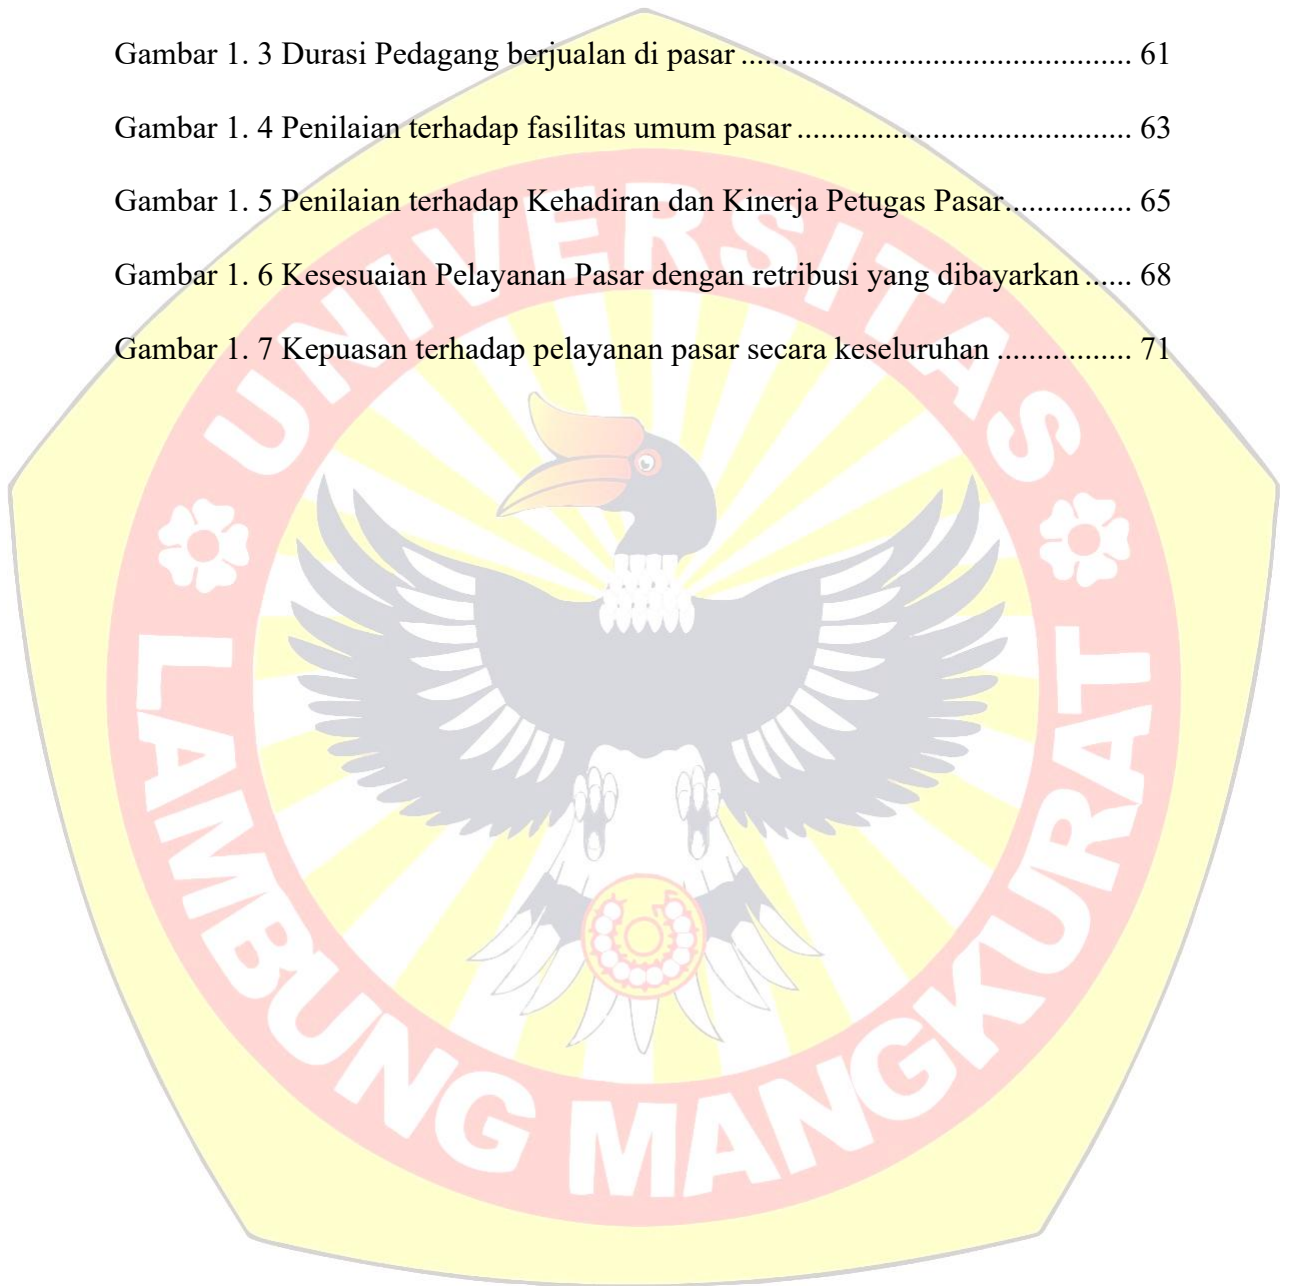 Gambar 1. 3 Durasi Pedagang berjualan di pasar ................................................ 61
Gambar 1. 4 Penilaian terhadap fasilitas umum pasar ......................................... 63
Gambar 1. 5 Penilaian terhadap Kehadiran dan Kinerja Petugas Pasar................ 65
Gambar 1. 6 Kesesuaian Pelayanan Pasar dengan retribusi yang dibayarkan ...... 68
Gambar 1. 7 Kepuasan terhadap pelayanan pasar secara keseluruhan ................. 71
UNIVERSITAS
LAMBUNG MANGKURAT